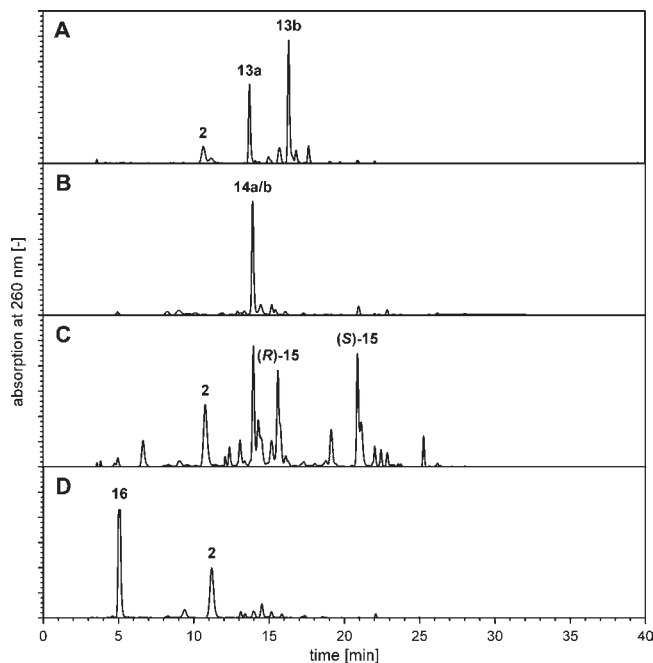 A
2
13a
13b
B
14a/b
C
2
(R)-15
(S)-15
D
16
2
absorption at 260 nm [-]
0 5 10 15 20 25 30 35 40
time [min]